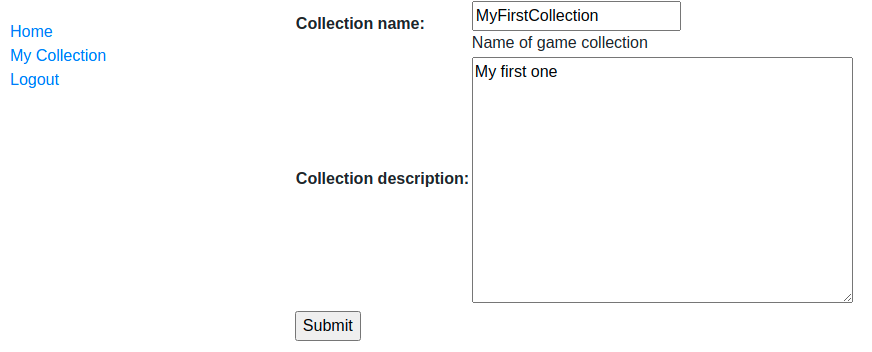 Home
My Collection
Logout
Collection name:
MyFirstCollection
Name of game collection
Collection description:
My first one
Submit